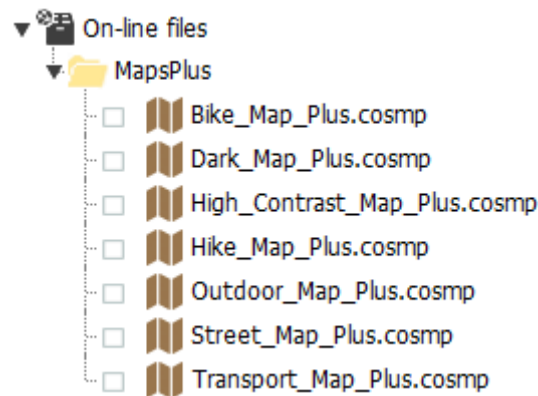 On-line files
MapsPlus
Bike_Map_Plus.cosmp
Dark_Map_Plus.cosmp
High_Contrast_Map_Plus.cosmp
Hike_Map_Plus.cosmp
Outdoor_Map_Plus.cosmp
Street_Map_Plus.cosmp
Transport_Map_Plus.cosmp